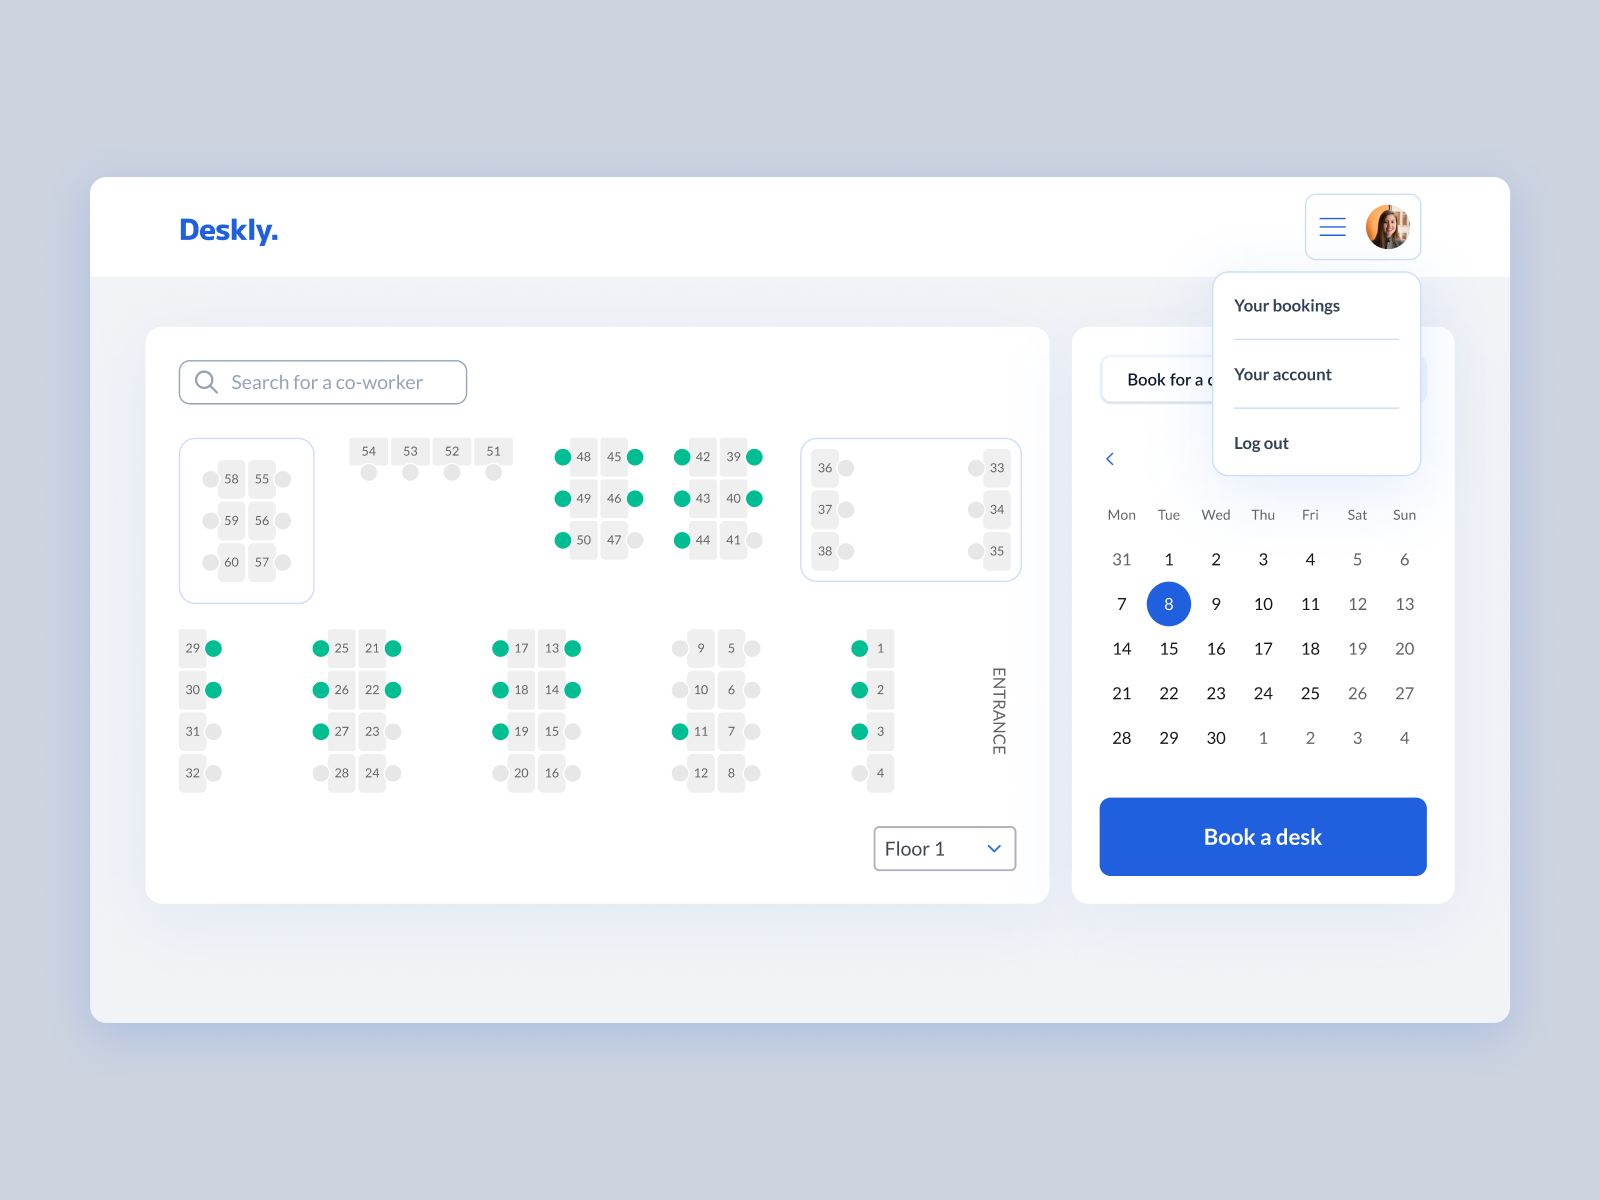 Deskly.
Your bookings
Your account
Log out
Search for a co-worker
Book for a
58 55
59 56
60 57
54 53 52 51
48 45
49 46
50 47
42 39
43 40
44 41
36 33
37 34
38 35
29
30
31
32
25 21
26 22
27 23
28 24
17 13
18 14
19 15
20 16
9 5
10 6
11 7
12 8
1
2
3
4
ENTRANCE
Floor 1
Mon Tue Wed Thu Fri Sat Sun
31 1 2 3 4 5 6
7 8 9 10 11 12 13
14 15 16 17 18 19 20
21 22 23 24 25 26 27
28 29 30 1 2 3 4
Book a desk